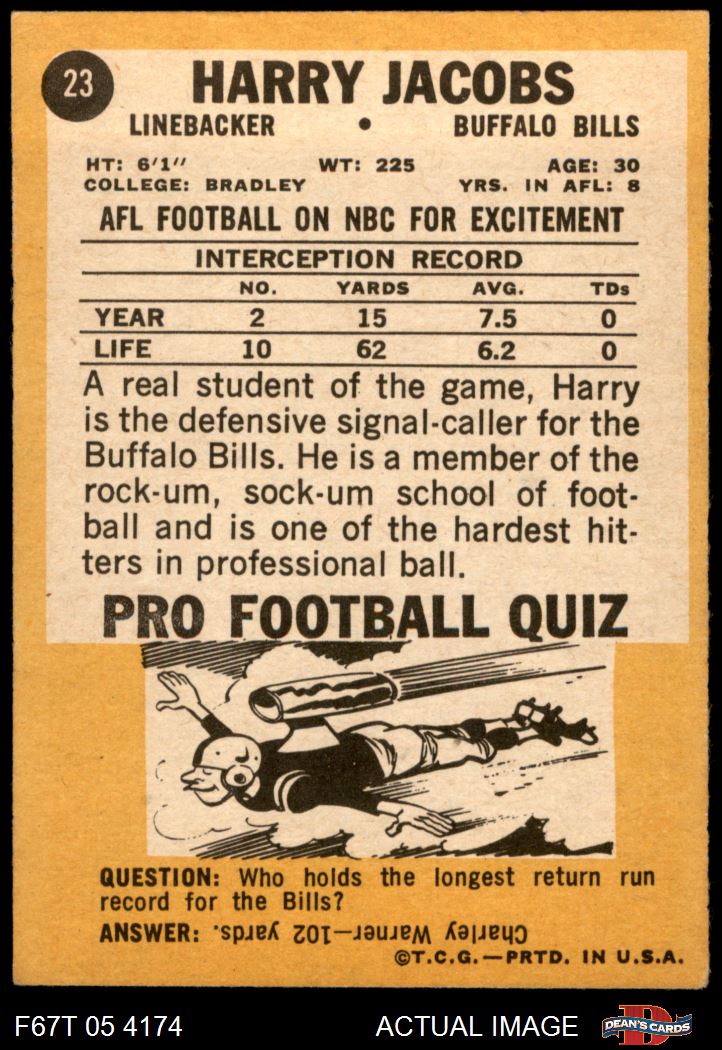 23
HARRY JACOBS
LINEBACKER • BUFFALO BILLS
HT: 6'1" WT: 225 AGE: 30
COLLEGE: BRADLEY YRS. IN AFL: 8
AFL FOOTBALL ON NBC FOR EXCITEMENT
INTERCEPTION RECORD
NO. YARDS AVG. TDs
YEAR 2 15 7.5 0
LIFE 10 62 6.2 0
A real student of the game, Harry
is the defensive signal-caller for the
Buffalo Bills. He is a member of the
rock-um, sock-um school of foot-
ball and is one of the hardest hit-
ters in professional ball.
PRO FOOTBALL QUIZ
QUESTION: Who holds the longest return run
record for the Bills?
ANSWER: Charley Warner—102 yards.
©T.C.G.—PRTD. IN U.S.A.
F67T 05 4174 ACTUAL IMAGE D DEAN'S CARDS